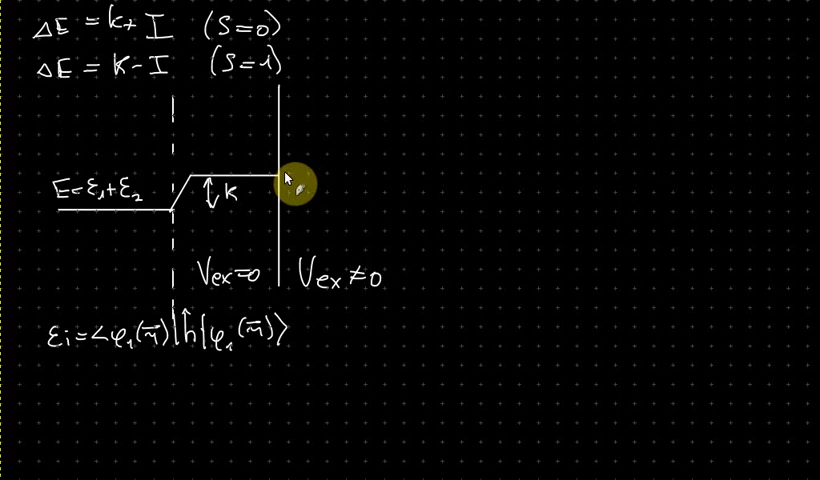 ΔE = K+ I (S=0)
ΔE = K - I (S=1)
E=ε₁+ε₂
K
Vex=0 Vex≠0
εi=<φ₁(r⃗)|ĥ|φ₁(r⃗)>